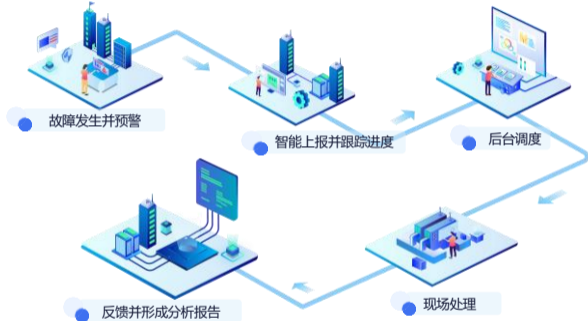 故障发生并预警
智能上报并跟踪进度
后台调度
现场处理
反馈并形成分析报告